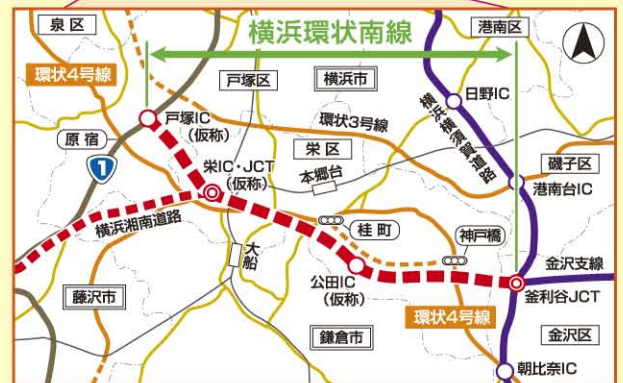 泉区
横浜環状南線
港南区
環状4号線
戸塚区
横浜市
日野IC
戸塚IC
(仮称)
環状3号線
横浜横須賀道路
原宿
栄区
磯子区
1
栄IC・JCT
(仮称)
本郷台
港南台IC
横浜湘南道路
桂町
神戸橋
大船
金沢支線
公田IC
(仮称)
釜利谷JCT
藤沢市
環状4号線
鎌倉市
金沢区
朝比奈IC